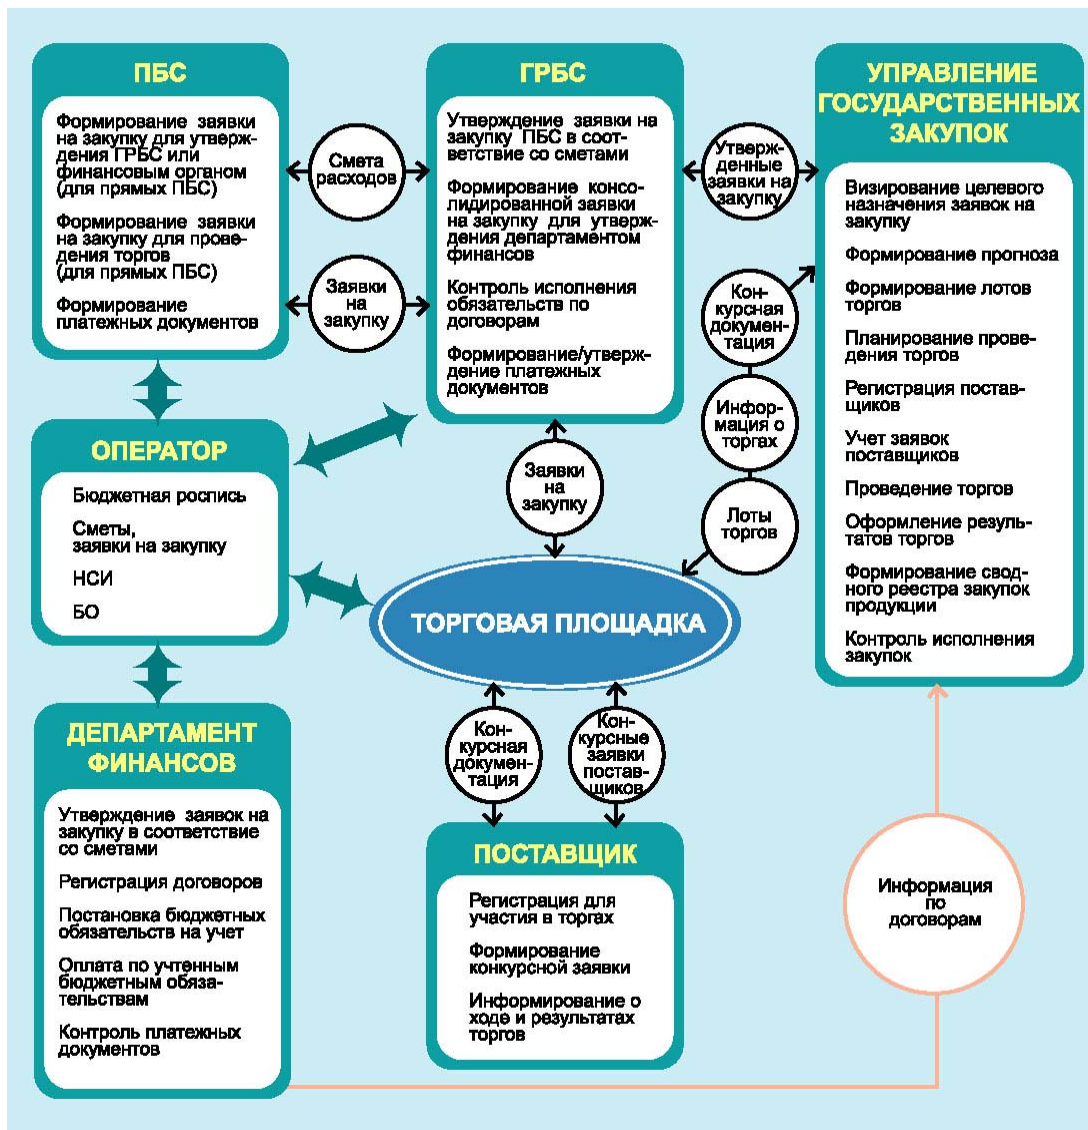 ПБС
Формирование заявки
на закупку для утверж-
дения ГРБС или
финансовым органом
(для прямых ПБС)
Формирование заявки
на закупку для прове-
дения торгов
(для прямых ПБС)
Формирование
платежных документов
Смета
расходов
Заявки
на
закупку
ГРБС
Утверждение заявки на
закупку ПБС в соот-
ветствие со сметами
Формирование консо-
лидированной заявки
на закупку для утверж-
дения департаментом
финансов
Контроль исполнения
обязательств по
договорам
Формирование/утверж-
дение платежных
документов
Утверж-
денные
заявки на
закупку
Кон-
курсная
докумен-
тация
Инфор-
мация о
торгах
Лоты
торгов
УПРАВЛЕНИЕ
ГОСУДАРСТВЕННЫХ
ЗАКУПОК
Визирование целевого
назначения заявок на
закупку
Формирование прогноза
Формирование лотов
торгов
Планирование прове-
дения торгов
Регистрация постав-
щиков
Учет заявок
поставщиков
Проведение торгов
Оформление резуль-
татов торгов
Формирование свод-
ного реестра закупок
продукции
Контроль исполнения
закупок
ОПЕРАТОР
Бюджетная роспись
Сметы,
заявки на закупку
НСИ
БО
Заявки
на
закупку
ТОРГОВАЯ ПЛОЩАДКА
ДЕПАРТАМЕНТ
ФИНАНСОВ
Утверждение заявок на
закупку в соответствие
со сметами
Регистрация договоров
Постановка бюджетных
обязательств на учет
Оплата по учтенным
бюджетным обяза-
тельствам
Контроль платежных
документов
Кон-
курсная
докумен-
тация
Кон-
курсные
заявки
постав-
щиков
ПОСТАВЩИК
Регистрация для
участия в торгах
Формирование
конкурсной заявки
Информирование о
ходе и результатах
торгов
Информация
по
договорам